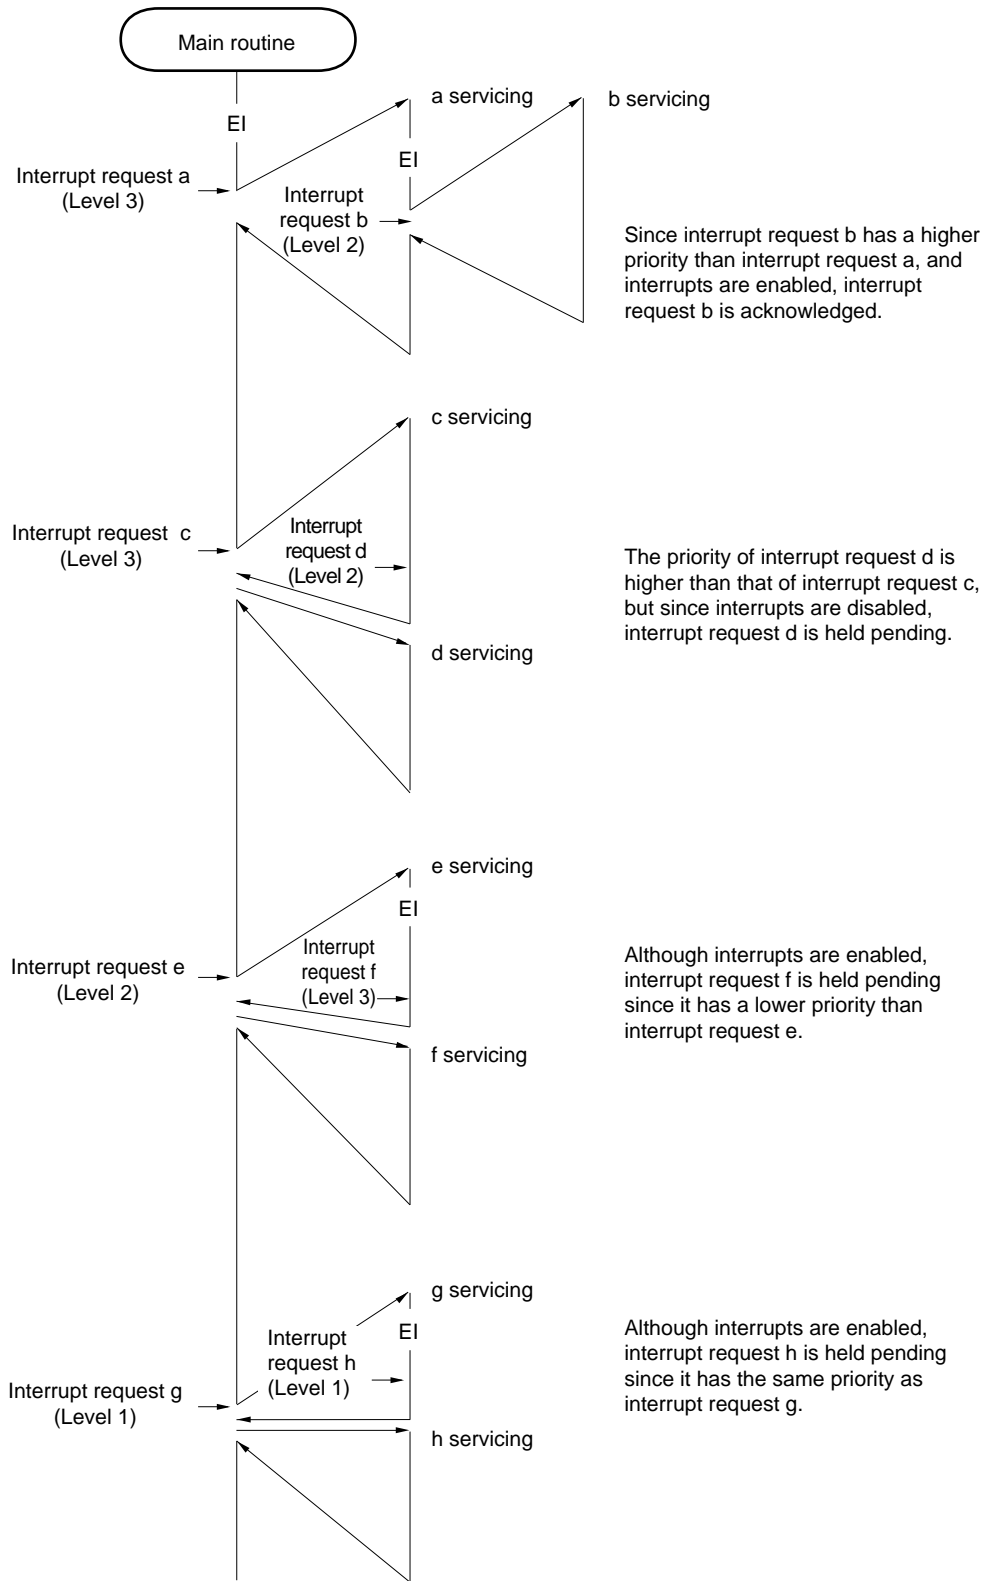 Main routine
EI
a servicing
b servicing
EI
Interrupt request a
(Level 3)
Interrupt
request b
(Level 2)
Since interrupt request b has a higher
priority than interrupt request a, and
interrupts are enabled, interrupt
request b is acknowledged.
c servicing
Interrupt request c
(Level 3)
Interrupt
request d
(Level 2)
The priority of interrupt request d is
higher than that of interrupt request c,
but since interrupts are disabled,
interrupt request d is held pending.
d servicing
e servicing
EI
Interrupt request e
(Level 2)
Interrupt
request f
(Level 3)
Although interrupts are enabled,
interrupt request f is held pending
since it has a lower priority than
interrupt request e.
f servicing
g servicing
EI
Interrupt request g
(Level 1)
Interrupt
request h
(Level 1)
Although interrupts are enabled,
interrupt request h is held pending
since it has the same priority as
interrupt request g.
h servicing